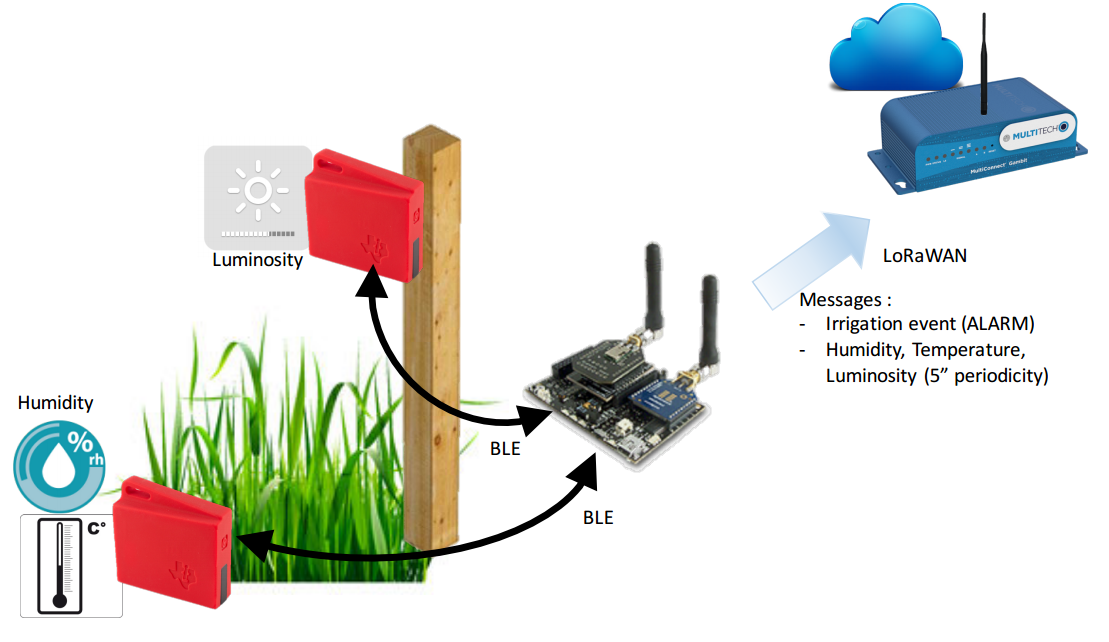 Luminosity
Humidity
%
rh
C°
BLE
BLE
MULTITECH
MultiConnect® Gambit
LoRaWAN
Messages :
- Irrigation event (ALARM)
- Humidity, Temperature,
Luminosity (5” periodicity)